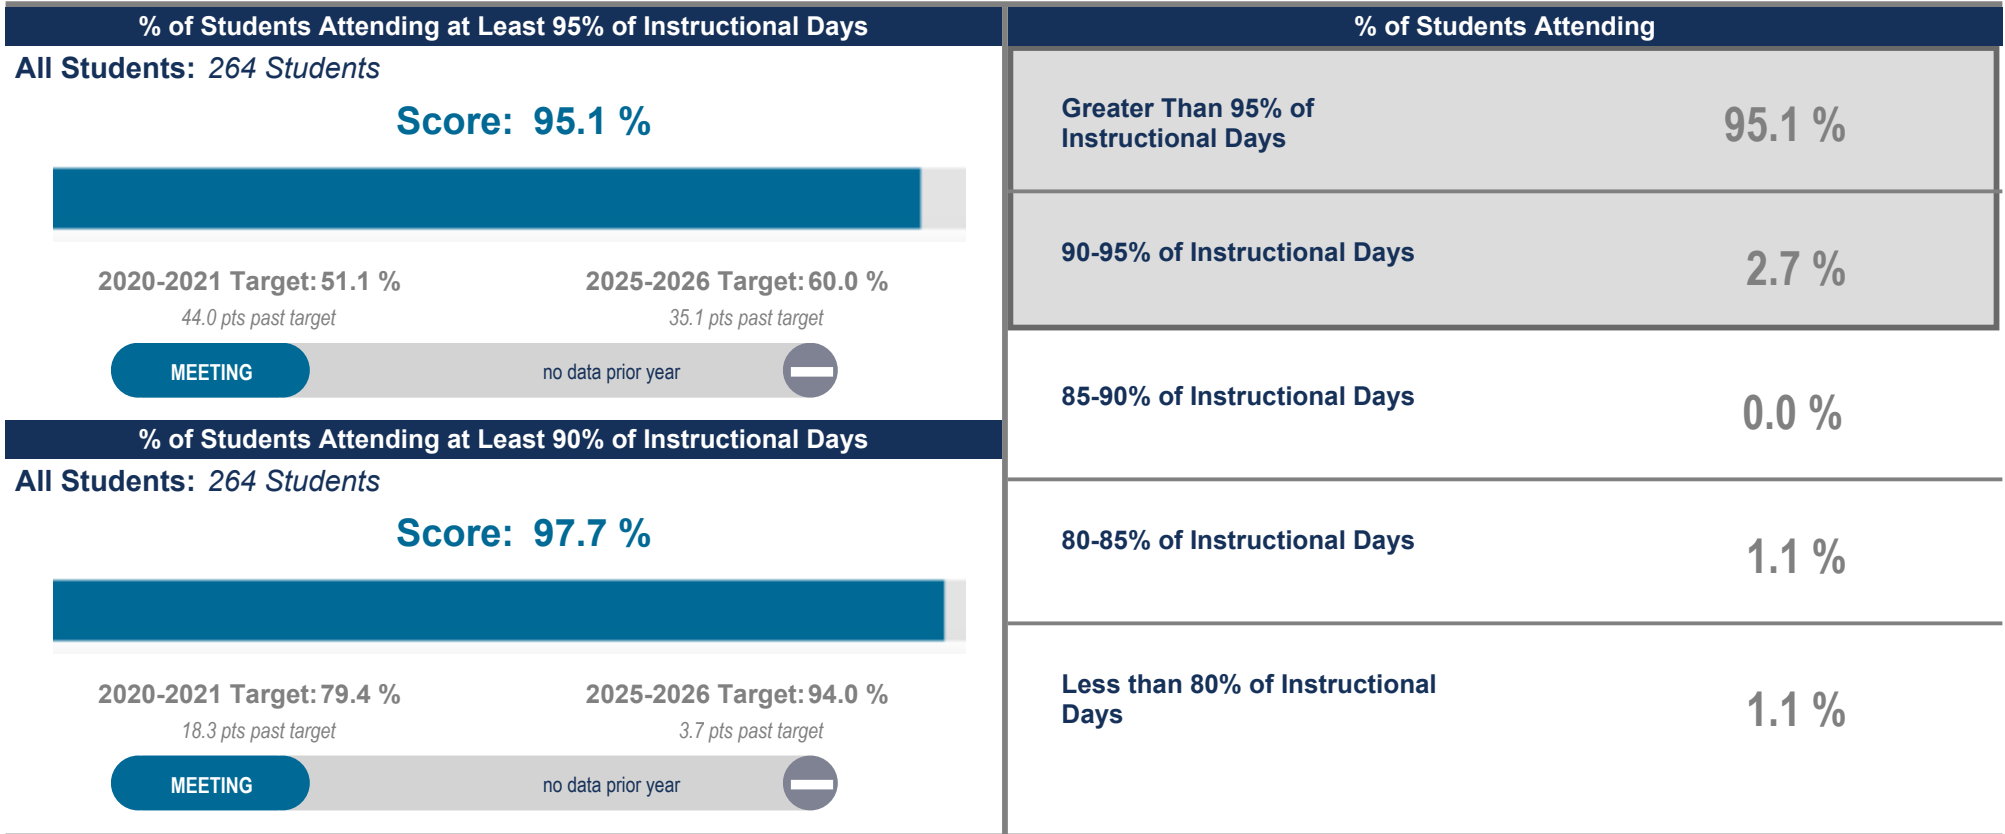 % of Students Attending at Least 95% of Instructional Days
All Students: 264 Students
Score: 95.1 %
2020-2021 Target: 51.1 %
44.0 pts past target
2025-2026 Target: 60.0 %
35.1 pts past target
MEETING
no data prior year
% of Students Attending at Least 90% of Instructional Days
All Students: 264 Students
Score: 97.7 %
2020-2021 Target: 79.4 %
18.3 pts past target
2025-2026 Target: 94.0 %
3.7 pts past target
MEETING
no data prior year
% of Students Attending
Greater Than 95% of
Instructional Days
95.1 %
90-95% of Instructional Days
2.7 %
85-90% of Instructional Days
0.0 %
80-85% of Instructional Days
1.1 %
Less than 80% of Instructional
Days
1.1 %